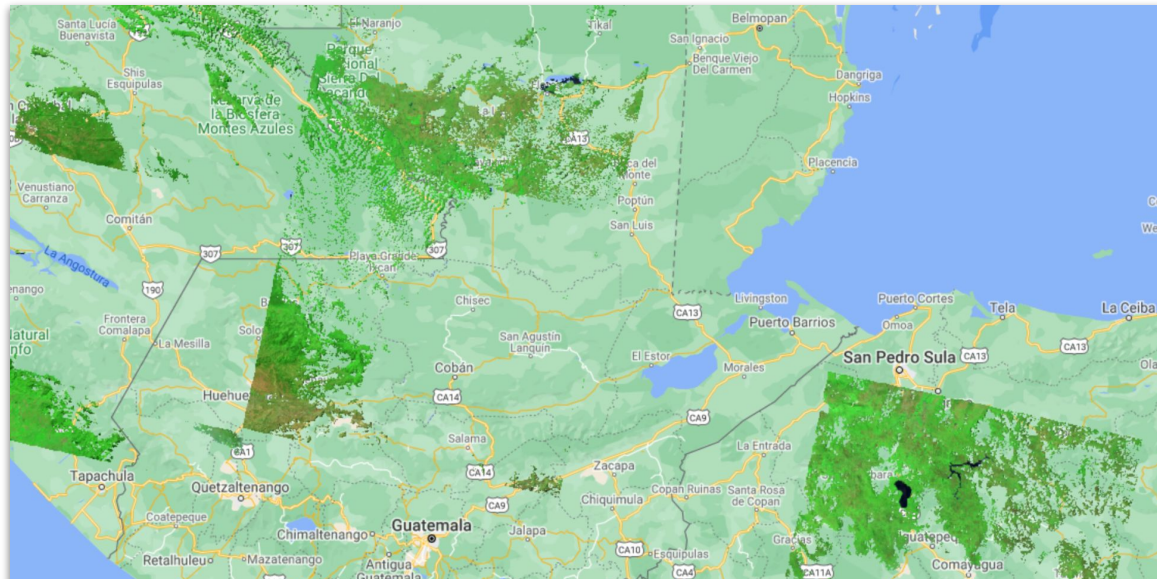 Santa Lucía
Buenavista
El Naranjo
Tikal
Belmopan
San Ignacio
Benque Viejo
Del Carmen
Shis
Esquipulas
Parque
Reserva de
la Biosfera
Montes Azules
Dangriga
Hopkins
CA13
Placencia
Venustiano
Carranza
Comitán
Poptún
San Luis
La Angostura
307
307
307
Playa Grande
190
Chisec
Livingston
Puerto Cortes
Tela
La Ceiba
Frontera
Comalapa
La Mesilla
CA13
Omoa
San Agustín
Lanquín
Puerto Barrios
El Estor
San Pedro Sula
CA13
Cobán
Morales
CA14
CA9
Salama
La Entrada
CA1
Tapachula
CA14
Zacapa
Quetzaltenango
CA9
Chiquimula
Copan Ruinas
Santa Rosa
de Copan
Coatepeque
Guatemala
Chimaltenango
Jalapa
Gracias
CA10
Retalhuleu
Mazatenango
Antigua
Guatemala
Esquipulas
CA4
CA11A
Comayagua